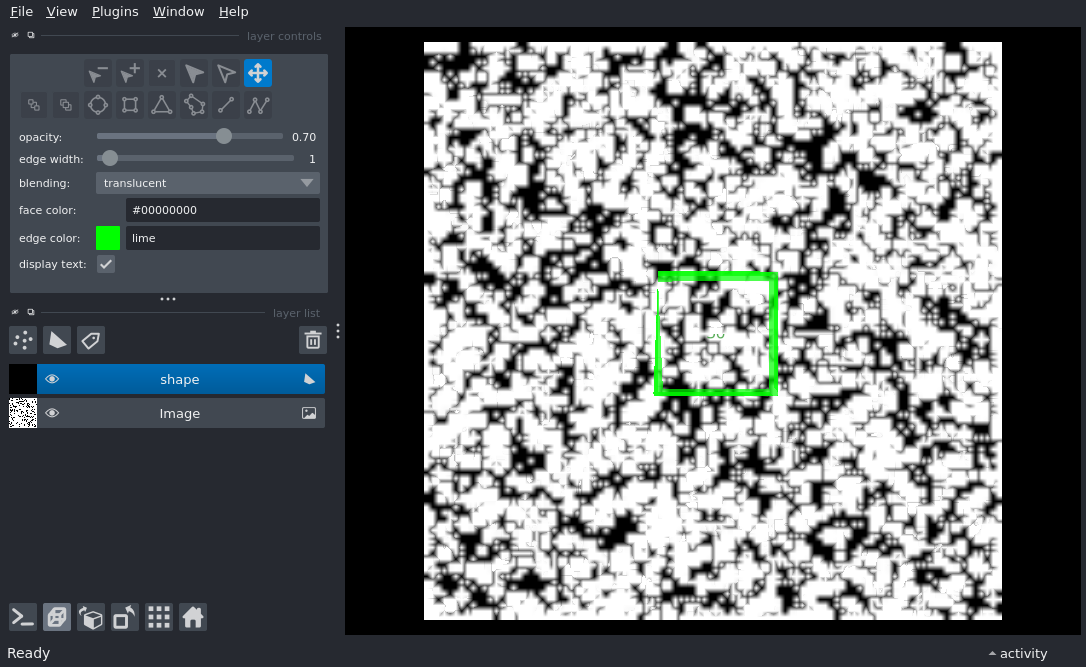 File View Plugins Window Help
layer controls
opacity: 0.70
edge width: 1
blending: translucent
face color: #00000000
edge color: lime
display text:
layer list
shape
Image
Ready
activity